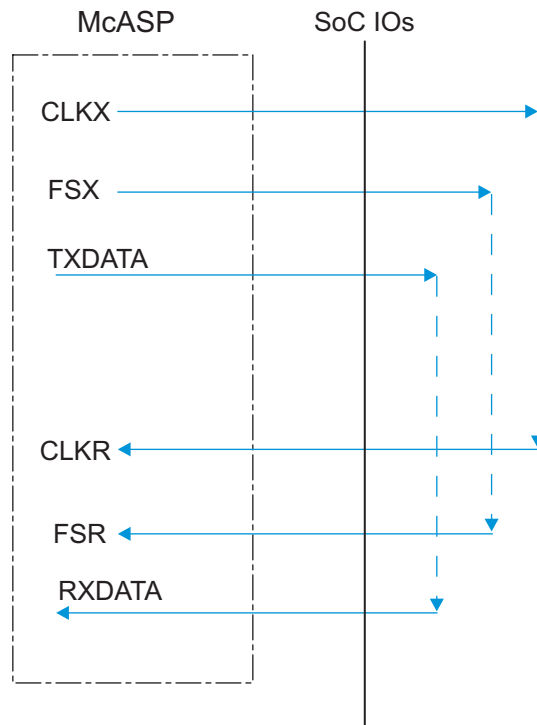 McASP
SoC IOs
CLKX
FSX
TXDATA
CLKR
FSR
RXDATA